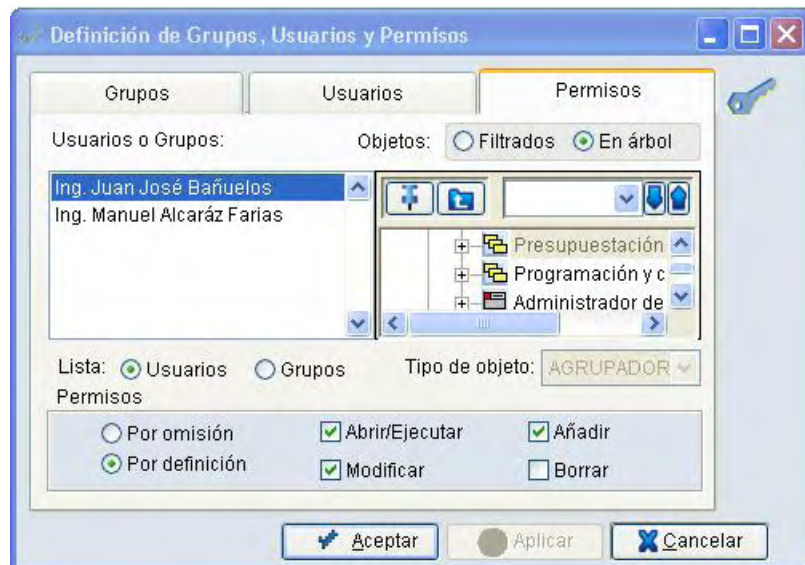 Definición de Grupos, Usuarios y Permisos
Grupos Usuarios Permisos
Usuarios o Grupos: Objetos: Filtrados En árbol
Ing. Juan José Bañuelos
Ing. Manuel Alcaráz Farias
Presupuestación
Programación y c
Administrador de
Lista: Usuarios Grupos Tipo de objeto: AGRUPADOR
Permisos
Por omisión Abrir/Ejecutar Añadir
Por definición Modificar Borrar
Aceptar Aplicar Cancelar